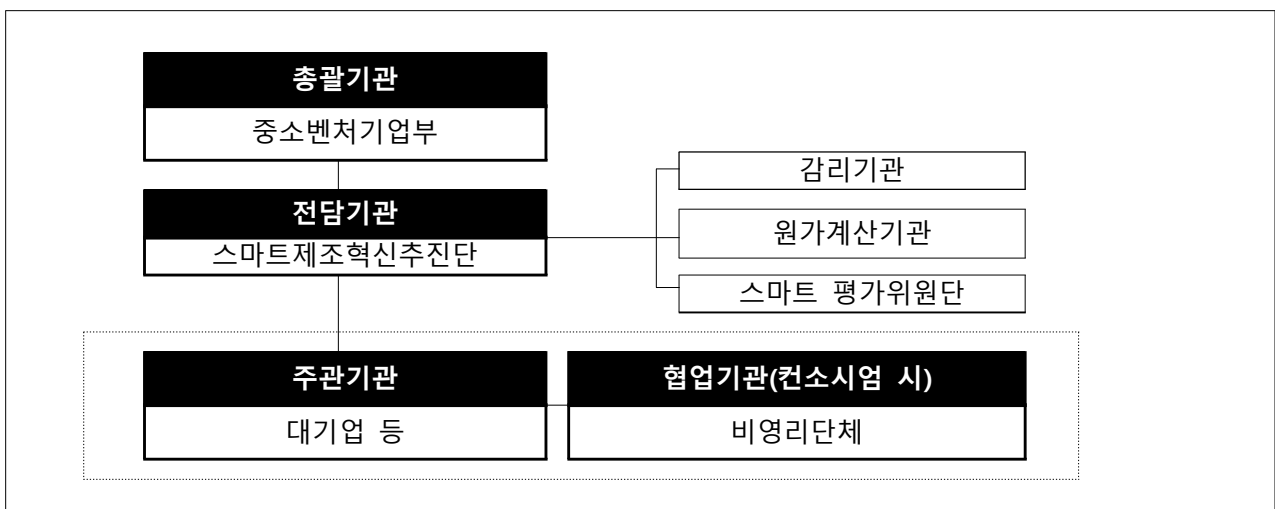 총괄기관
중소벤처기업부
전담기관
스마트제조혁신추진단
감리기관
원가계산기관
스마트 평가위원단
주관기관
대기업 등
협업기관(컨소시엄 시)
비영리단체